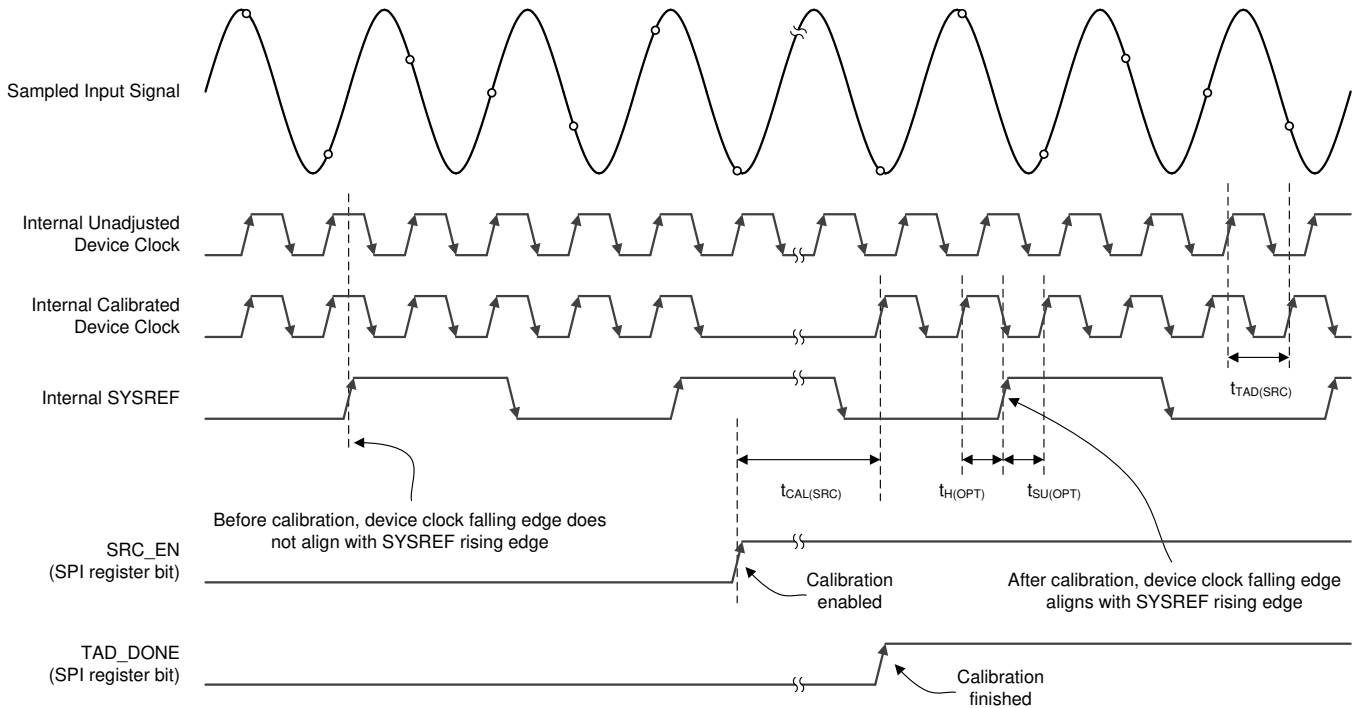 Sampled Input Signal
Internal Unadjusted
Device Clock
Internal Calibrated
Device Clock
Internal SYSREF
tTAD(SRC)
tCAL(SRC)
tH(OPT)
tSU(OPT)
Before calibration, device clock falling edge does
not align with SYSREF rising edge
SRC_EN
(SPI register bit)
Calibration
enabled
After calibration, device clock falling edge
aligns with SYSREF rising edge
TAD_DONE
(SPI register bit)
Calibration
finished